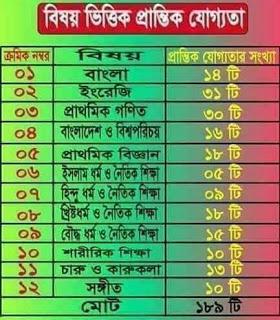 বিষয় ভিত্তিক প্রান্তিক যোগ্যতা
ক্রমিক নম্বর বিষয় প্রান্তিক যোগ্যতার সংখ্যা
০১ বাংলা ১৪ টি
০২ ইংরেজি ৩১ টি
০৩ প্রাথমিক গণিত ৩০ টি
০৪ বাংলাদেশ ও বিশ্বপরিচয় ১৬ টি
০৫ প্রাথমিক বিজ্ঞান ১৮ টি
০৬ ইসলাম ধর্ম ও নৈতিক শিক্ষা ০৫ টি
০৭ হিন্দু ধর্ম ও নৈতিক শিক্ষা ০৯ টি
০৮ খ্রিষ্টধর্ম ও নৈতিক শিক্ষা ১৮ টি
০৯ বৌদ্ধ ধর্ম ও নৈতিক শিক্ষা ১৫ টি
১০ শারীরিক শিক্ষা ১০ টি
১১ চারু ও কারুকলা ১৩ টি
১২ সঙ্গীত ১০ টি
মোট ১৮৯ টি